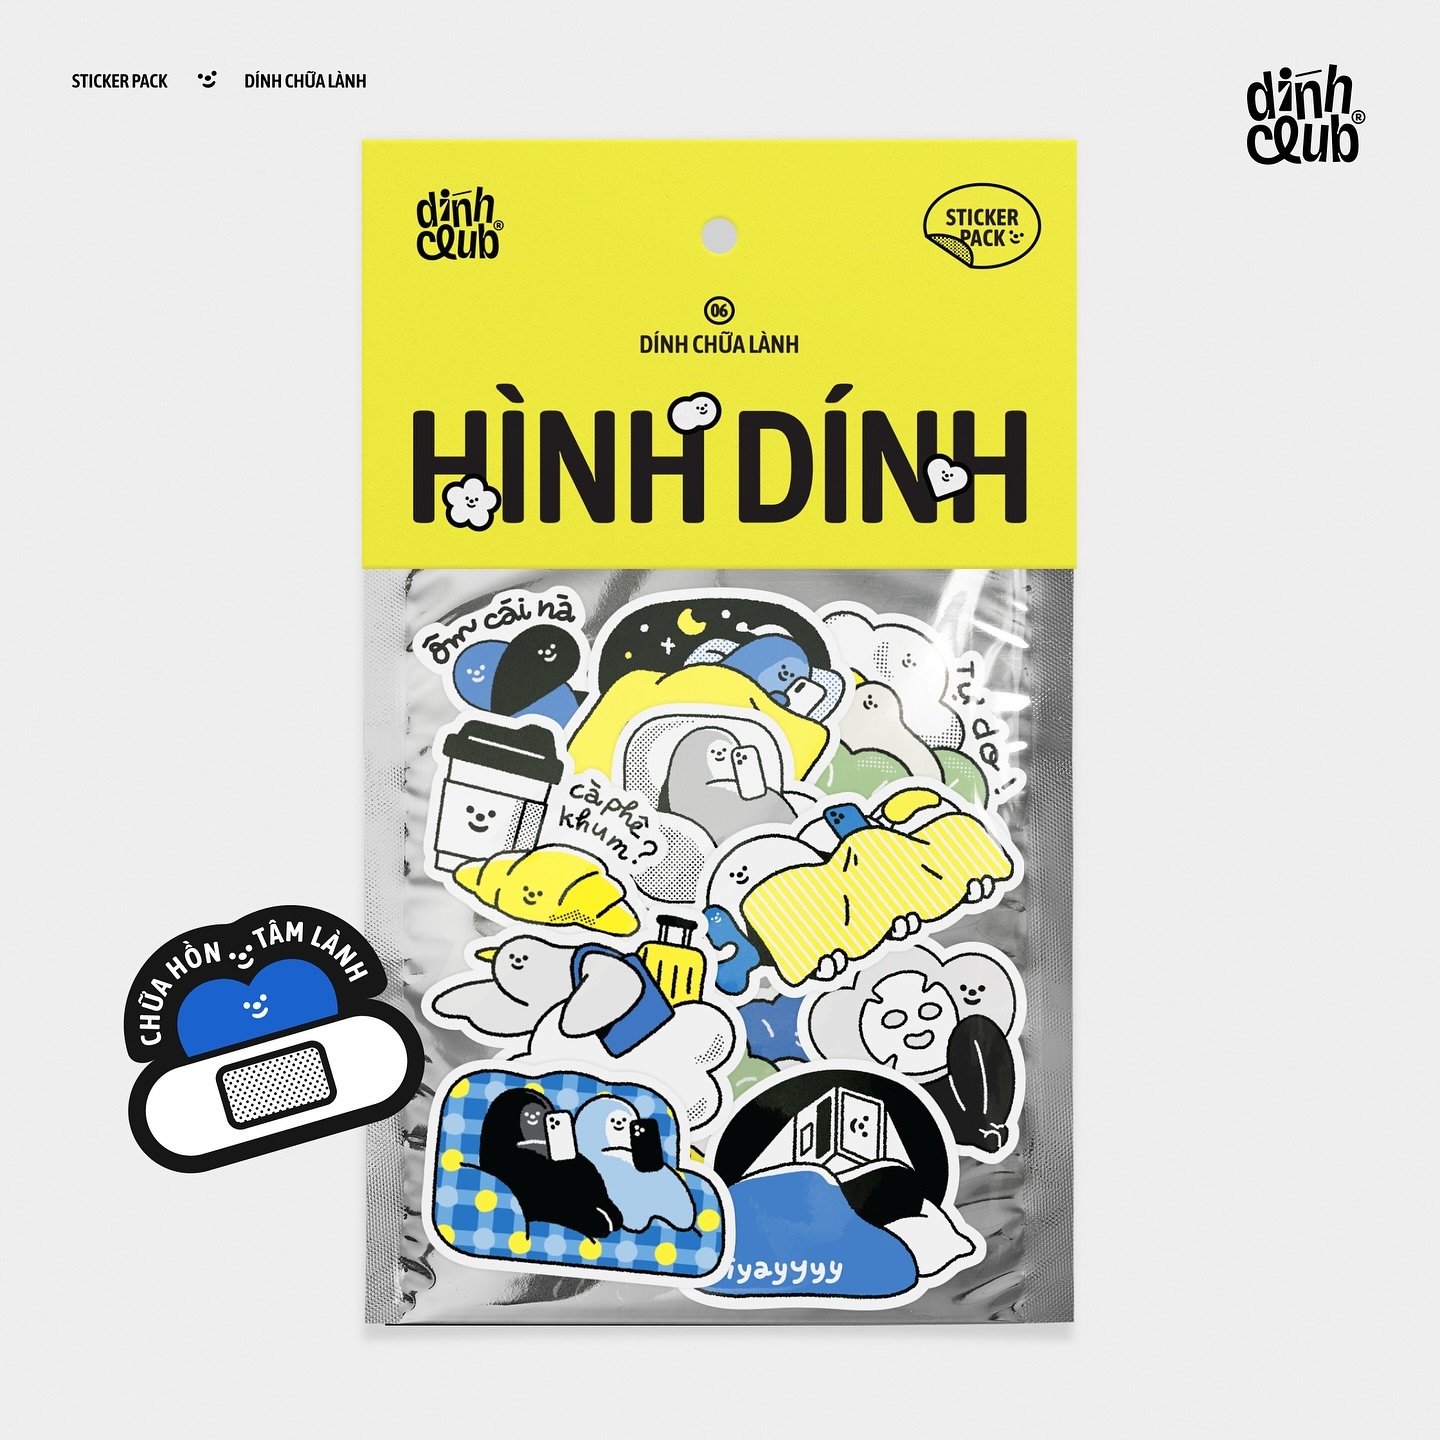 STICKER PACK
DÍNH CHỮA LÀNH
dính
club®
dính
club®
STICKER
PACK
06
DÍNH CHỮA LÀNH
HÌNH DÍNH
ôm cái nà
Tự do!
cà phê
khum?
CHỮA HỒN TÂM LÀNH
iyayyyy